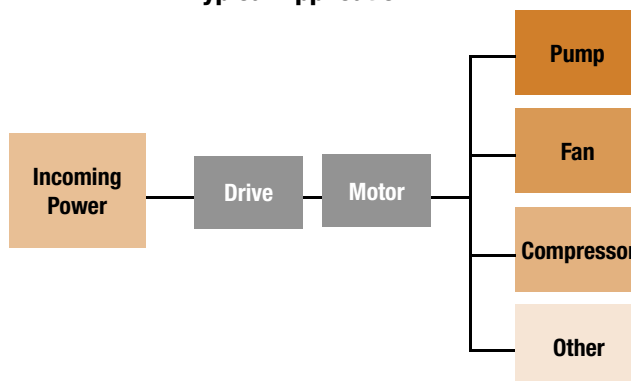 Pump
Fan
Incoming
Power
Drive
Motor
Compressor
Other